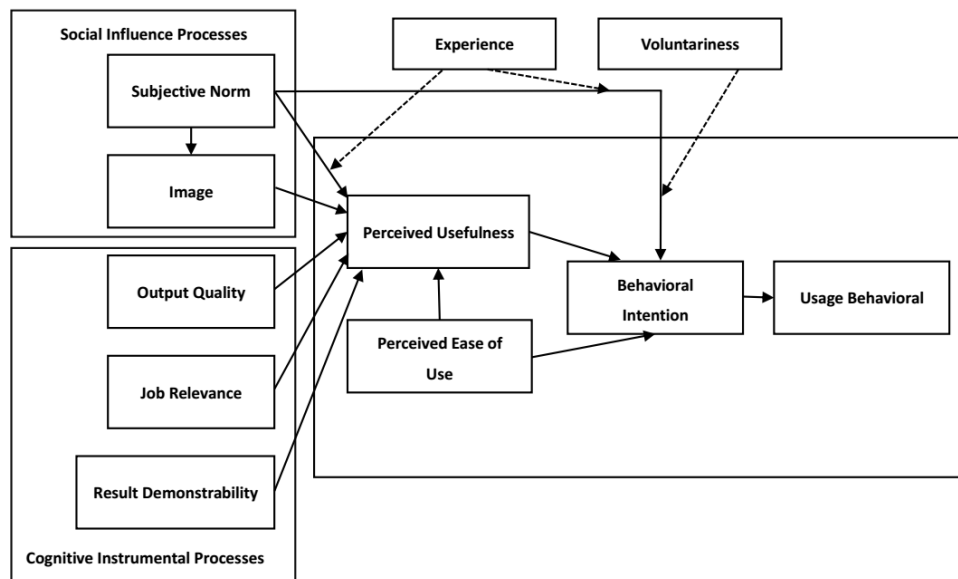 Social Influence Processes
Experience
Voluntariness
Subjective Norm
Image
Perceived Usefulness
Output Quality
Behavioral
Intention
Usage Behavioral
Perceived Ease of
Use
Job Relevance
Result Demonstrability
Cognitive Instrumental Processes